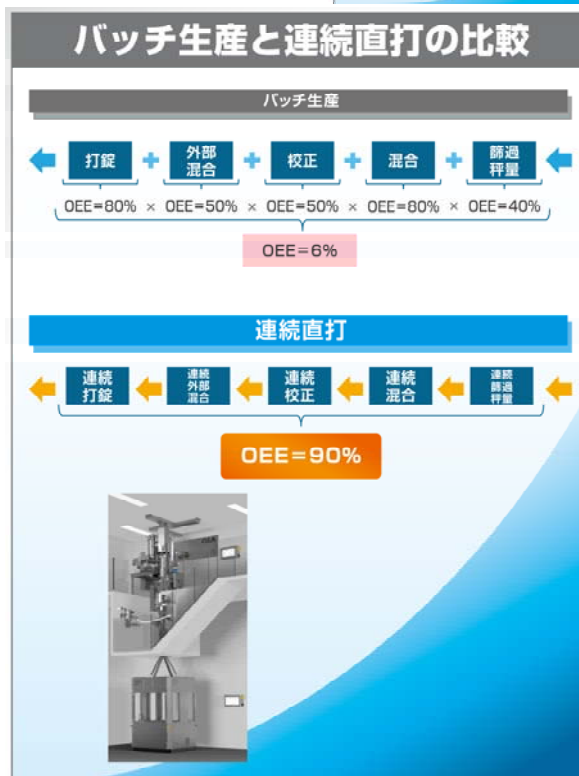 バッチ生産と連続直打の比較
バッチ生産
打錠 + 外部混合 + 校正 + 混合 + 篩過秤量
OEE=80% × OEE=50% × OEE=50% × OEE=80% × OEE=40%
OEE=6%
連続直打
連続打錠 連続外部混合 連続校正 連続混合 連続篩過秤量
OEE=90%